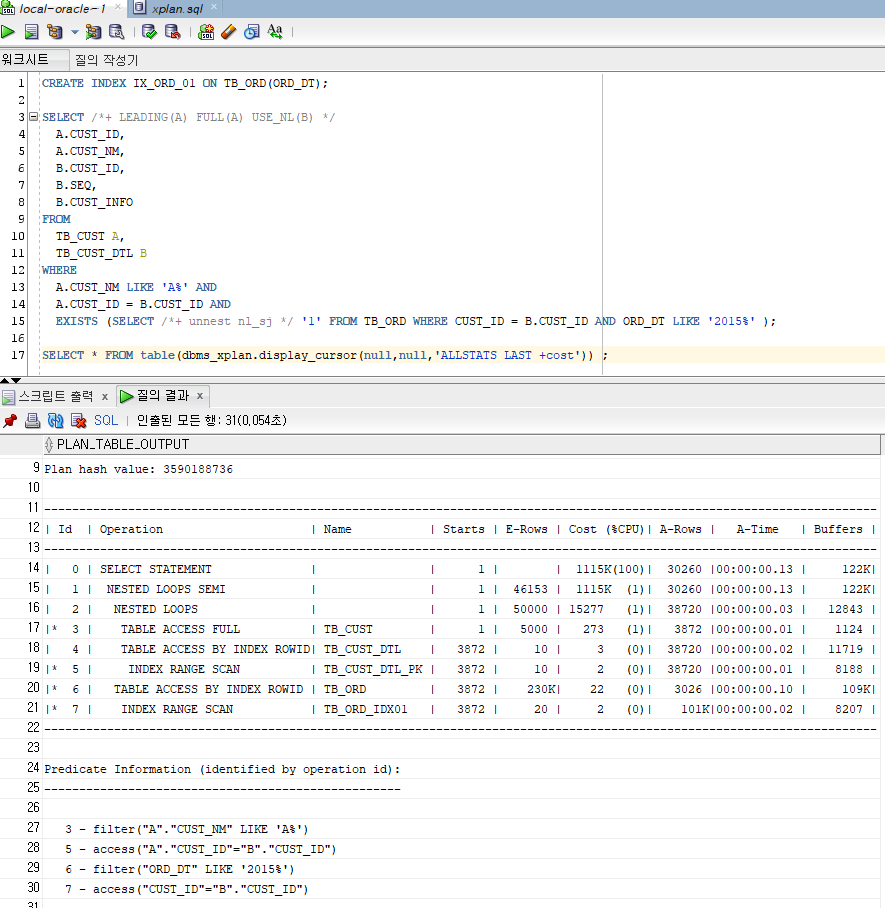 local-oracle-1 × xplan.sql ×
워크시트 질의 작성기
1 CREATE INDEX IX_ORD_01 ON TB_ORD(ORD_DT);
2
3 SELECT /*+ LEADING(A) FULL(A) USE_NL(B) */
4 A.CUST_ID,
5 A.CUST_NM,
6 B.CUST_ID,
7 B.SEQ,
8 B.CUST_INFO
9 FROM
10 TB_CUST A,
11 TB_CUST_DTL B
12 WHERE
13 A.CUST_NM LIKE 'A%' AND
14 A.CUST_ID = B.CUST_ID AND
15 EXISTS (SELECT /*+ unnest nl_sj */ '1' FROM TB_ORD WHERE CUST_ID = B.CUST_ID AND ORD_DT LIKE '2015%' );
16
17 SELECT * FROM table(dbms_xplan.display_cursor(null,null,'ALLSTATS LAST +cost')) ;
스크립트 출력 x 질의 결과 x
SQL | 인출된 모든 행: 31(0,054초)
PLAN_TABLE_OUTPUT
9 Plan hash value: 3590188736
10
11 ------------------------------------------------------------------------------------------------------------------------
12 | Id | Operation | Name | Starts | E-Rows | Cost (%CPU)| A-Rows | A-Time | Buffers |
13 ------------------------------------------------------------------------------------------------------------------------
14 | 0 | SELECT STATEMENT | | 1 | | 1115K(100)| 30260 |00:00:00.13 | 122K|
15 | 1 | NESTED LOOPS SEMI | | 1 | 46153 | 1115K (1)| 30260 |00:00:00.13 | 122K|
16 | 2 | NESTED LOOPS | | 1 | 50000 | 15277 (1)| 38720 |00:00:00.03 | 12843 |
17 |* 3 | TABLE ACCESS FULL | TB_CUST | 1 | 5000 | 273 (1)| 3872 |00:00:00.01 | 1124 |
18 | 4 | TABLE ACCESS BY INDEX ROWID| TB_CUST_DTL | 3872 | 10 | 3 (0)| 38720 |00:00:00.02 | 11719 |
19 |* 5 | INDEX RANGE SCAN | TB_CUST_DTL_PK | 3872 | 10 | 2 (0)| 38720 |00:00:00.01 | 8188 |
20 |* 6 | TABLE ACCESS BY INDEX ROWID | TB_ORD | 3872 | 230K| 22 (0)| 3026 |00:00:00.10 | 109K|
21 |* 7 | INDEX RANGE SCAN | TB_ORD_IDX01 | 3872 | 20 | 2 (0)| 101K|00:00:00.02 | 8207 |
22 ------------------------------------------------------------------------------------------------------------------------
23
24 Predicate Information (identified by operation id):
25 ---------------------------------------------------
26
27 3 - filter("A"."CUST_NM" LIKE 'A%')
28 5 - access("A"."CUST_ID"="B"."CUST_ID")
29 6 - filter("ORD_DT" LIKE '2015%')
30 7 - access("CUST_ID"="B"."CUST_ID")
31